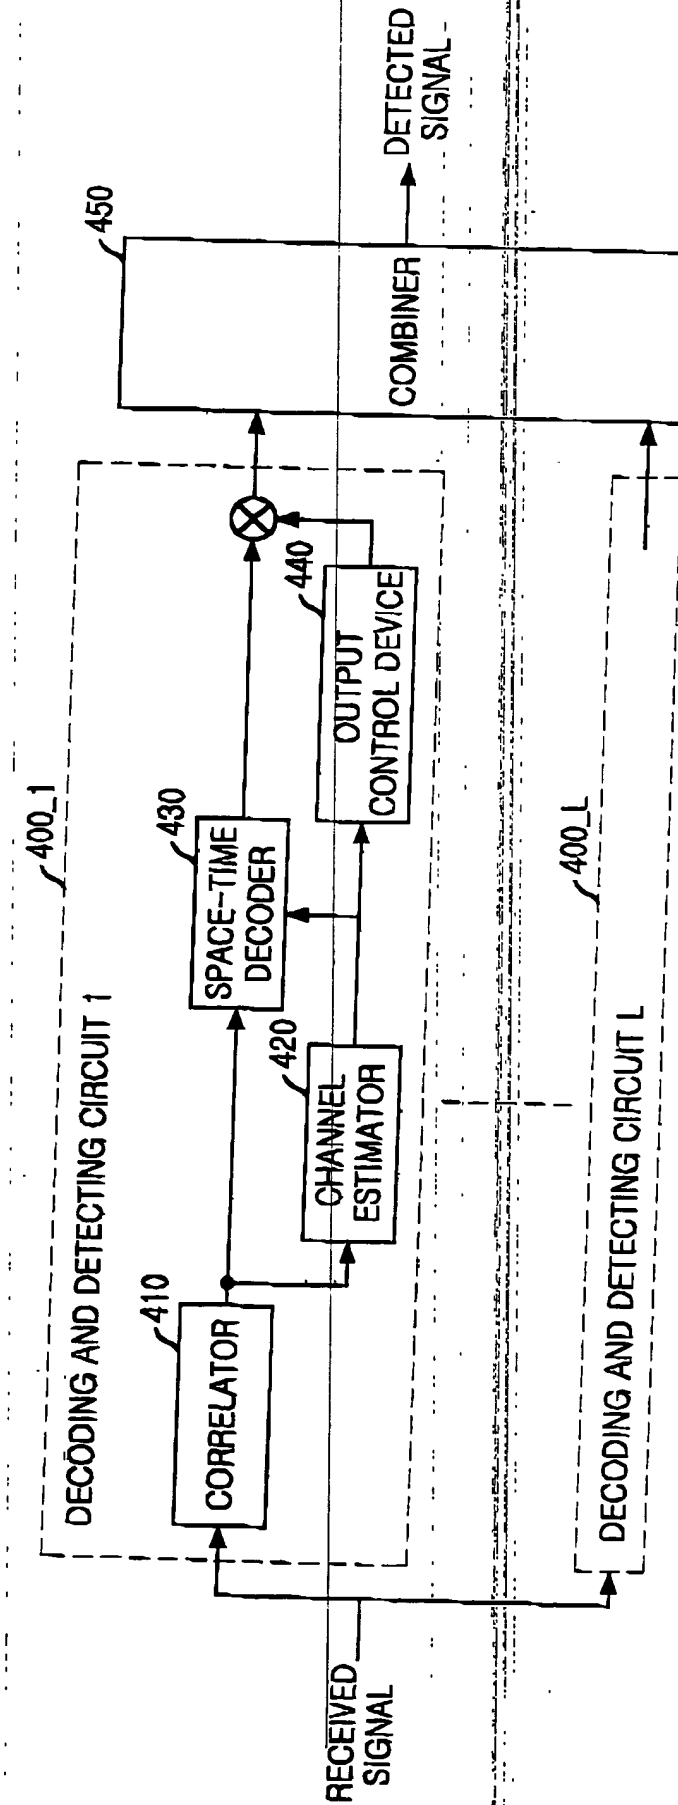 RECEIVED
SIGNAL
400_1
DECODING AND DETECTING CIRCUIT 1
410
CORRELATOR
420
CHANNEL
ESTIMATOR
430
SPACE-TIME
DECODER
440
OUTPUT
CONTROL DEVICE
450
COMBINER
DETECTED
SIGNAL
400_L
DECODING AND DETECTING CIRCUIT L